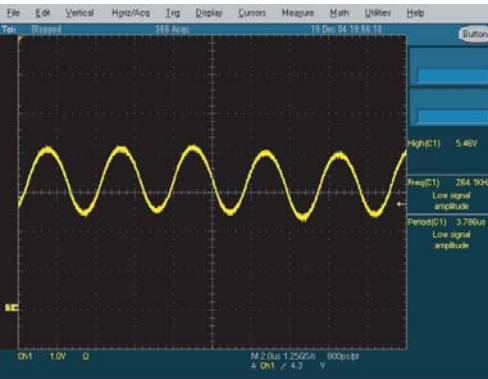 File Edit Vertical Horiz/Acq Trig Display Cursors Measure Math Utilities Help
Tek Stopped 366 Acqs 19 Dec 04 19:56:18
Button
High(C1) 5.46V
Freq(C1) 264.1KHz
Low signal
amplitude
Period(C1) 3.786us
Low signal
amplitude
Ch1 1.0V Ω M 2.0us 1.25GS/s 800ps/pt
A Ch1 / 4.3 V